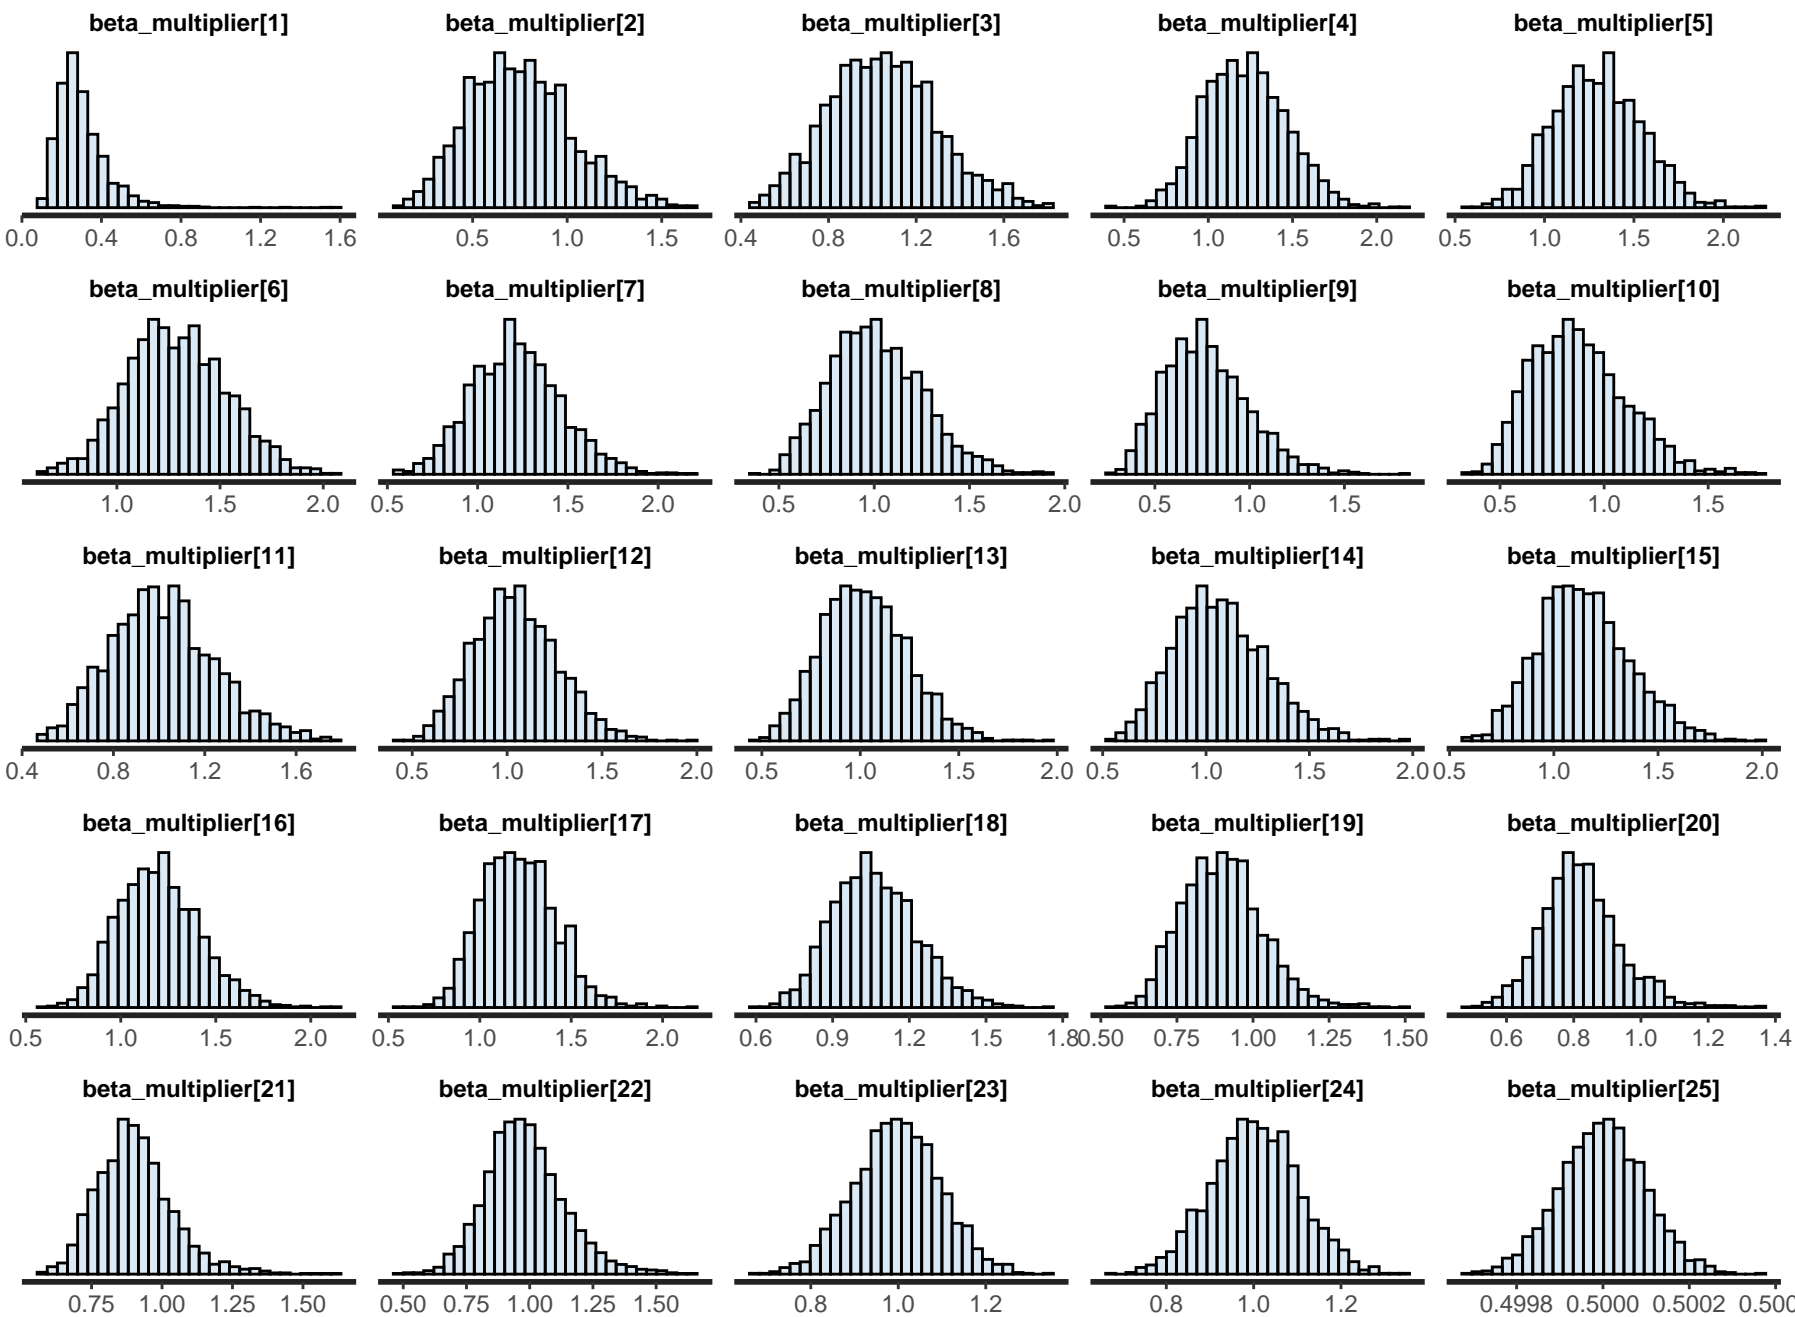 beta_multiplier[1] beta_multiplier[2] beta_multiplier[3] beta_multiplier[4] beta_multiplier[5]
0.0 0.4 0.8 1.2 1.6 0.5 1.0 1.5 0.4 0.8 1.2 1.6 0.5 1.0 1.5 2.0 0.5 1.0 1.5 2.0
beta_multiplier[6] beta_multiplier[7] beta_multiplier[8] beta_multiplier[9] beta_multiplier[10]
1.0 1.5 2.0 0.5 1.0 1.5 2.0 0.5 1.0 1.5 2.0 0.5 1.0 1.5 0.5 1.0 1.5
beta_multiplier[11] beta_multiplier[12] beta_multiplier[13] beta_multiplier[14] beta_multiplier[15]
0.4 0.8 1.2 1.6 0.5 1.0 1.5 2.0 0.5 1.0 1.5 2.0 0.5 1.0 1.5 2.0 0.5 1.0 1.5 2.0
beta_multiplier[16] beta_multiplier[17] beta_multiplier[18] beta_multiplier[19] beta_multiplier[20]
0.5 1.0 1.5 2.0 0.5 1.0 1.5 2.0 0.6 0.9 1.2 1.5 1.8 0.50 0.75 1.00 1.25 1.50 0.6 0.8 1.0 1.2 1.4
beta_multiplier[21] beta_multiplier[22] beta_multiplier[23] beta_multiplier[24] beta_multiplier[25]
0.75 1.00 1.25 1.50 0.50 0.75 1.00 1.25 1.50 0.8 1.0 1.2 0.8 1.0 1.2 0.4998 0.5000 0.5002